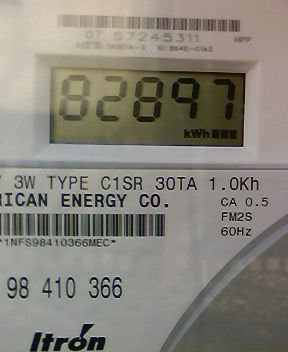 07 57245311
82897
kWh
3W TYPE C1SR 30TA 1.0Kh
RICAN ENERGY CO.
CA 0.5
FM2S
60Hz
*1NFS98410366MEC*
98 410 366
Itron